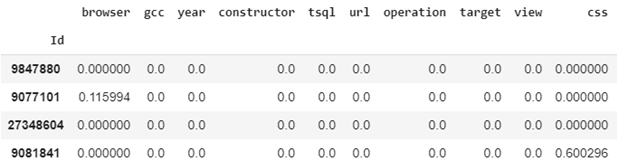 browser gcc year constructor tsql url operation target view css
Id
9847880 0.000000 0.0 0.0 0.0 0.0 0.0 0.0 0.0 0.0 0.000000
9077101 0.115994 0.0 0.0 0.0 0.0 0.0 0.0 0.0 0.0 0.000000
27348604 0.000000 0.0 0.0 0.0 0.0 0.0 0.0 0.0 0.0 0.000000
9081841 0.000000 0.0 0.0 0.0 0.0 0.0 0.0 0.0 0.0 0.600296